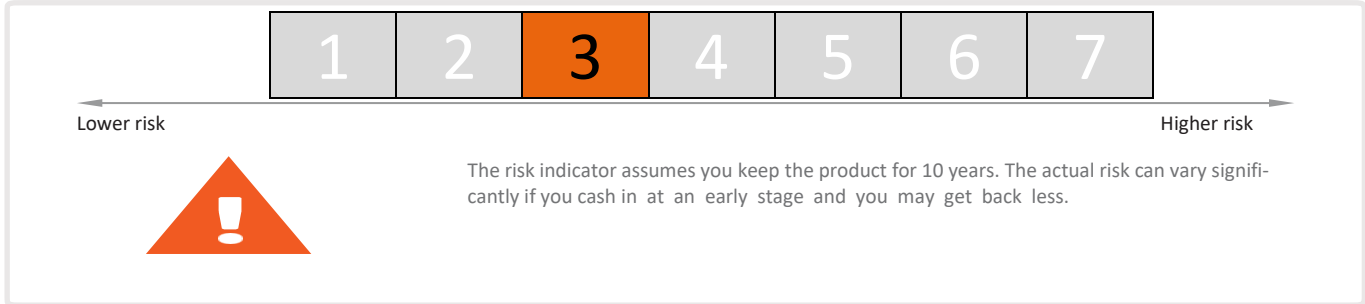 1 2 3 4 5 6 7
Lower risk Higher risk
The risk indicator assumes you keep the product for 10 years. The actual risk can vary signifi-
cantly if you cash in at an early stage and you may get back less.